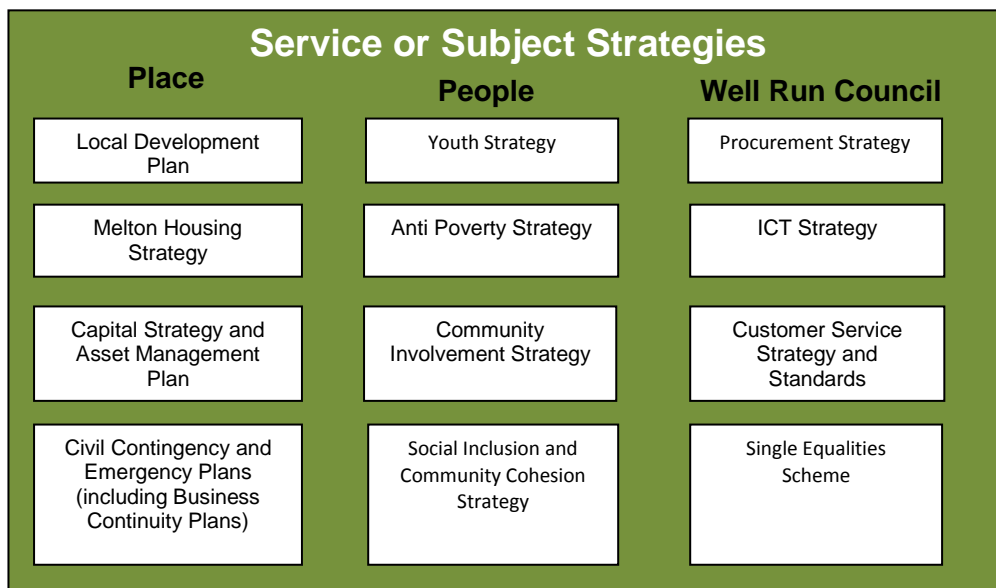 Service or Subject Strategies
Place
People
Well Run Council
Local Development
Plan
Youth Strategy
Procurement Strategy
Melton Housing
Strategy
Anti Poverty Strategy
ICT Strategy
Capital Strategy and
Asset Management
Plan
Community
Involvement Strategy
Customer Service
Strategy and
Standards
Civil Contingency and
Emergency Plans
(including Business
Continuity Plans)
Social Inclusion and
Community Cohesion
Strategy
Single Equalities
Scheme